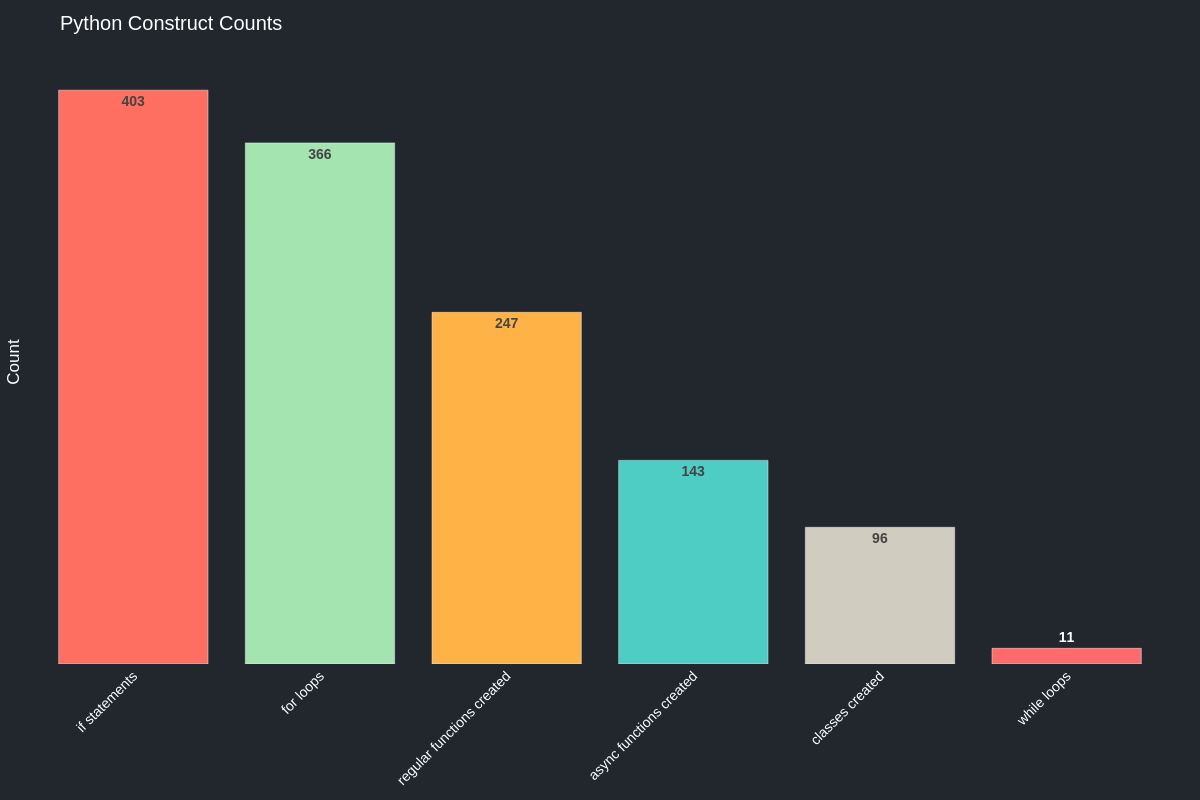 Python Construct Counts
Count
403
366
247
143
96
11
if statements
for loops
regular functions created
async functions created
classes created
while loops